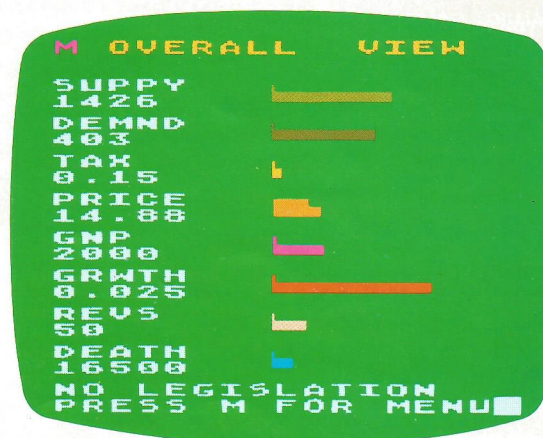 M OVERALL VIEW
SUPPY
1426
DEMND
403
TAX
0.15
PRICE
14.88
GNP
2000
GRWTH
0.025
REVS
50
DEATH
16500
NO LEGISLATION
PRESS M FOR MENU